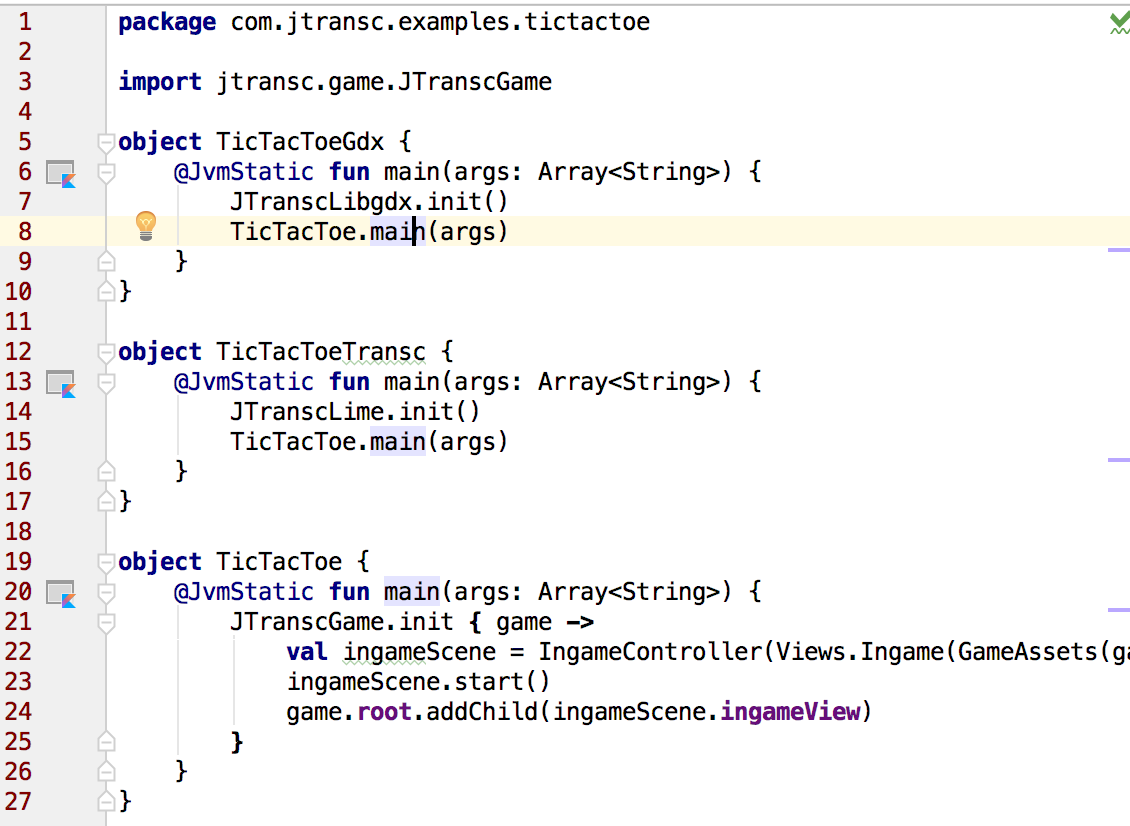 1 package com.jtransc.examples.tictactoe
2
3 import jtransc.game.JTranscGame
4
5 object TicTacToeGdx {
6 @JvmStatic fun main(args: Array<String>) {
7 JTranscLibgdx.init()
8 TicTacToe.main(args)
9 }
10 }
11
12 object TicTacToeTransc {
13 @JvmStatic fun main(args: Array<String>) {
14 JTranscLime.init()
15 TicTacToe.main(args)
16 }
17 }
18
19 object TicTacToe {
20 @JvmStatic fun main(args: Array<String>) {
21 JTranscGame.init { game ->
22 val ingameScene = IngameController(Views.Ingame(GameAssets(
23 ingameScene.start()
24 game.root.addChild(ingameScene.ingameView)
25 }
26 }
27 }